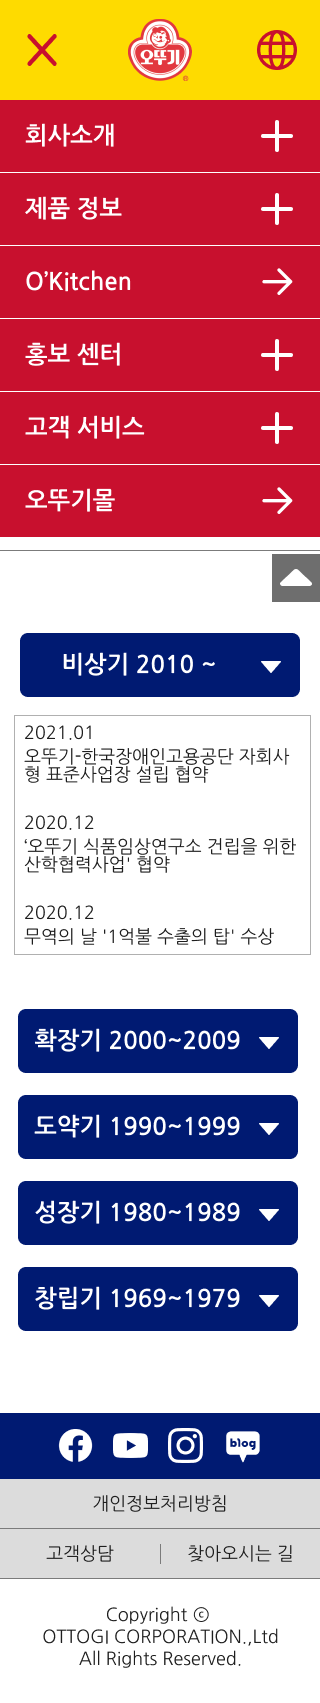 오뚜기
회사소개
제품 정보
O’Kitchen
홍보 센터
고객 서비스
오뚜기몰
비상기 2010 ~
2021.01
오뚜기-한국장애인고용공단 자회사
형 표준사업장 설립 협약
2020.12
‘오뚜기 식품임상연구소 건립을 위한
산학협력사업' 협약
2020.12
무역의 날 '1억불 수출의 탑' 수상
확장기 2000~2009
도약기 1990~1999
성장기 1980~1989
창립기 1969~1979
blog
개인정보처리방침
고객상담
찾아오시는 길
Copyright ⓒ
OTTOGI CORPORATION.,Ltd
All Rights Reserved.